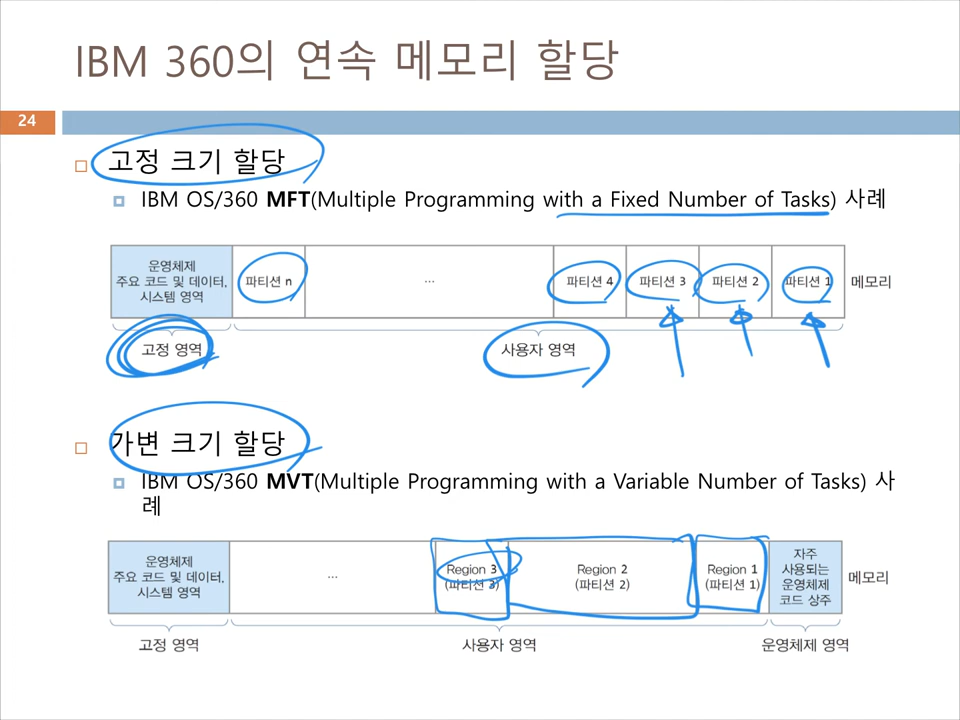 IBM 360의 연속 메모리 할당
24
고정 크기 할당
IBM OS/360 MFT(Multiple Programming with a Fixed Number of Tasks) 사례
운영체제
주요 코드 및 데이터,
시스템 영역
파티션 n
...
파티션 4
파티션 3
파티션 2
파티션 1
메모리
고정 영역
사용자 영역
가변 크기 할당
IBM OS/360 MVT(Multiple Programming with a Variable Number of Tasks) 사
례
운영체제
주요 코드 및 데이터,
시스템 영역
...
Region 3
(파티션 3)
Region 2
(파티션 2)
Region 1
(파티션 1)
자주
사용되는
운영체제
코드 상주
메모리
고정 영역
사용자 영역
운영체제 영역